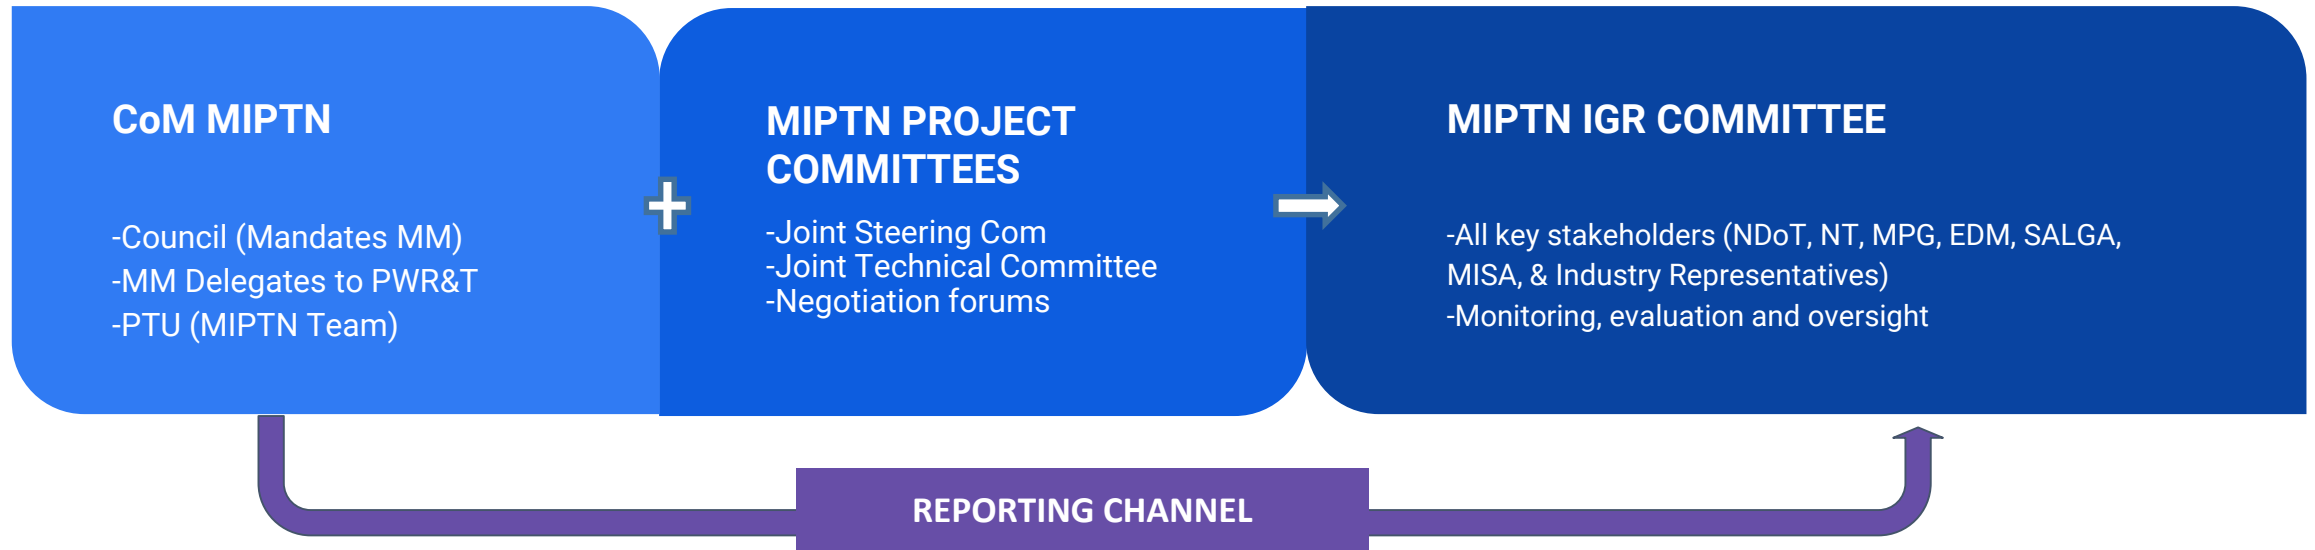 CoM MIPTN
-Council (Mandates MM)
-MM Delegates to PWR&T
-PTU (MIPTN Team)
MIPTN PROJECT
COMMITTEES
-Joint Steering Com
-Joint Technical Committee
-Negotiation forums
MIPTN IGR COMMITTEE
-All key stakeholders (NDoT, NT, MPG, EDM, SALGA,
MISA, & Industry Representatives)
-Monitoring, evaluation and oversight
REPORTING CHANNEL